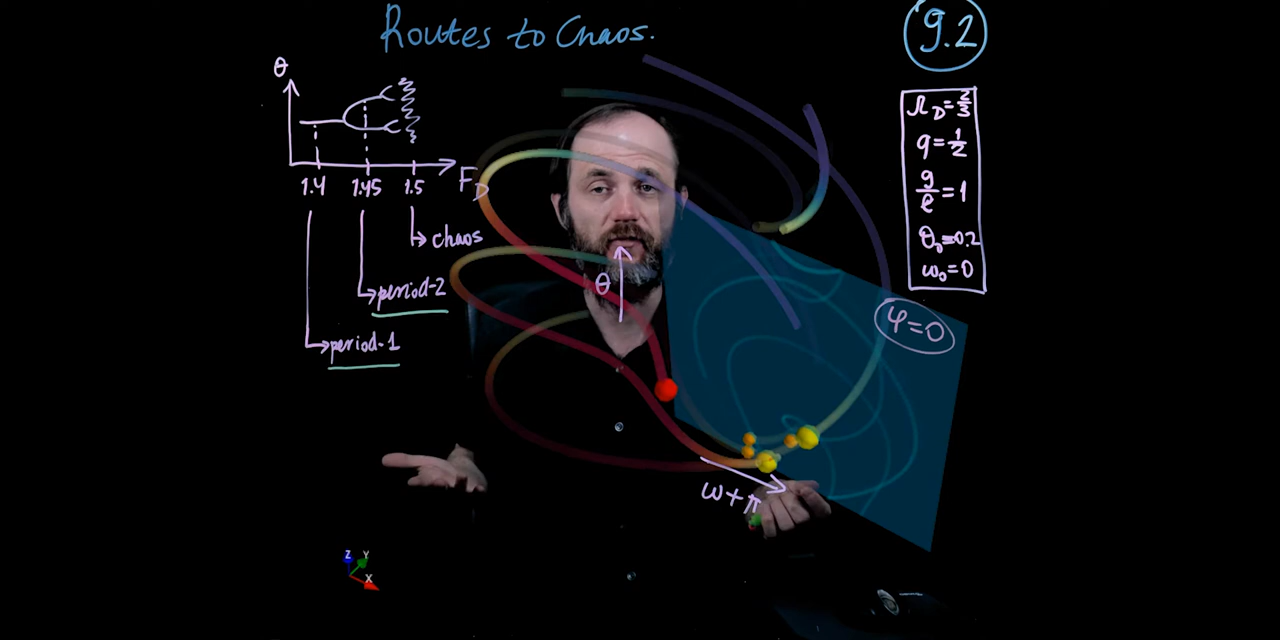 Routes to Chaos.
9.2
θ
1.4 1.45 1.5
F_D
chaos
period-2
period-1
Ω_D=2/3
q=1/2
g/ℓ=1
θ₀=0.2
ω₀=0
φ=0
θ
ω+π
Z Y
X